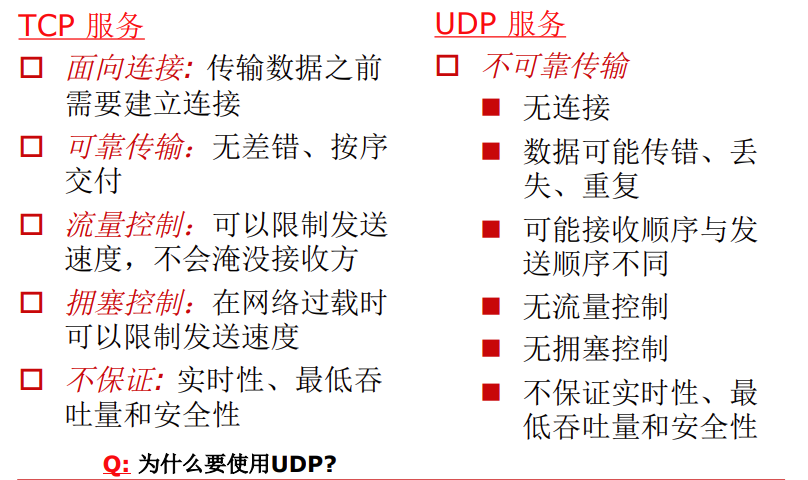 TCP 服务
面向连接: 传输数据之前
需要建立连接
可靠传输：无差错、按序
交付
流量控制：可以限制发送
速度，不会淹没接收方
拥塞控制：在网络过载时
可以限制发送速度
不保证: 实时性、最低吞
吐量和安全性
UDP 服务
不可靠传输
无连接
数据可能传错、丢
失、重复
可能接收顺序与发
送顺序不同
无流量控制
无拥塞控制
不保证实时性、最
低吞吐量和安全性
Q: 为什么要使用UDP?